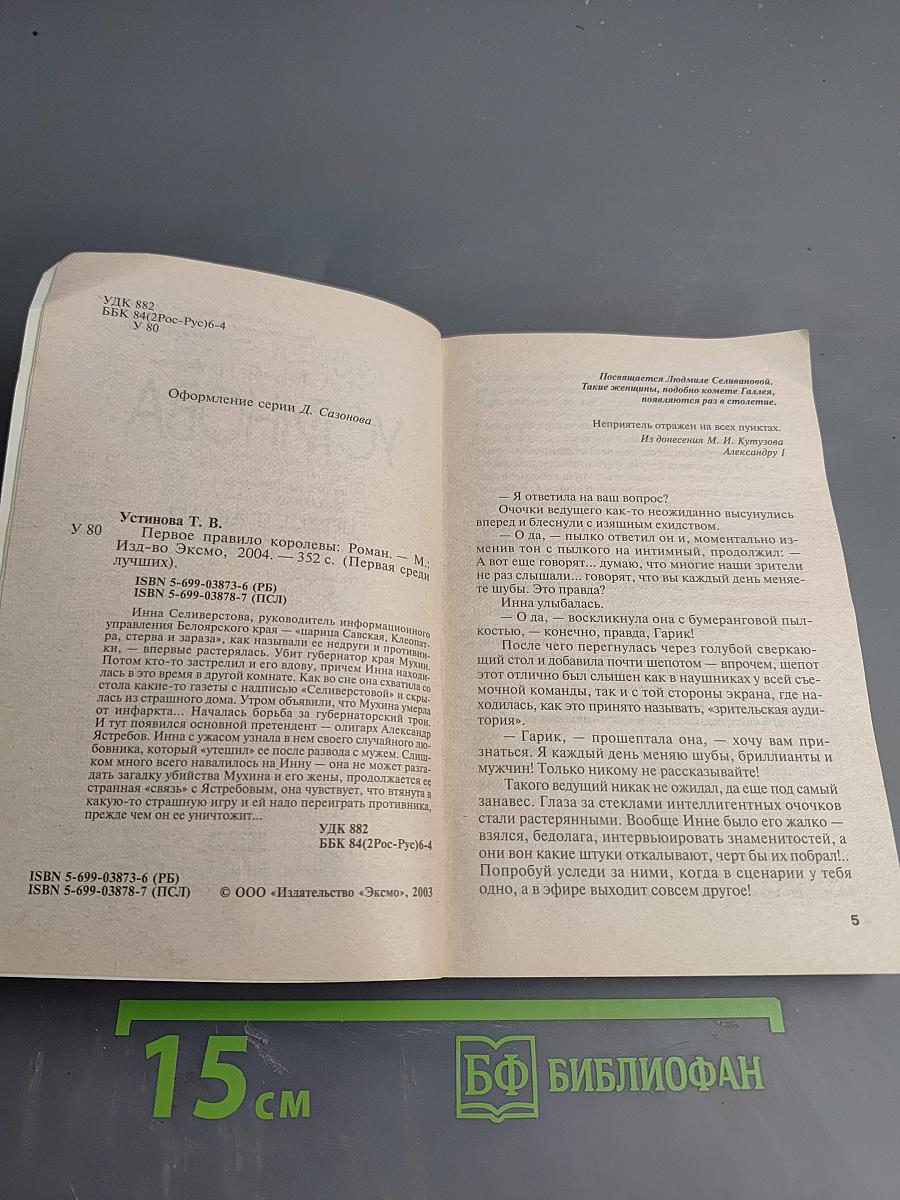 УДК 882
ББК 84(2Рос-Рус)6-4
У 80
Оформление серии Д. Сазонова
Устинова Т. В.
У 80 Первое правило королевы: Роман. — М.:
Изд-во Эксмо, 2004. — 352 с. (Первая среди
лучших).
ISBN 5-699-03873-6 (РБ)
ISBN 5-699-03878-7 (ПСЛ)
Инна Селиверстова, руководитель информационного
управления Белоярского края — «царица Савская, Клеопат-
ра, стерва и зараза», как называли ее недруги и противни-
ки, — впервые растерялась. Убит губернатор края Мухин.
Потом кто-то застрелил и его вдову, причем Инна находи-
лась в это время в другой комнате. Как во сне она схватила со
стола какие-то газеты с надписью «Селиверстовой» и скры-
лась из страшного дома. Утром объявили, что Мухина умерла
от инфаркта... Началась борьба за губернаторский трон.
И тут появился основной претендент — олигарх Александр
Ястребов. Инна с ужасом узнала в нем своего случайного лю-
бовника, который «утешил» ее после развода с мужем. Слиш-
ком много всего навалилось на Инну — она не может разга-
дать загадку убийства Мухина и его жены, продолжается ее
странная «связь» с Ястребовым, она чувствует, что втянута в
какую-то страшную игру и ей надо переиграть противника,
прежде чем он ее уничтожит...
УДК 882
ББК 84(2Рос-Рус)6-4
ISBN 5-699-03873-6 (РБ)
ISBN 5-699-03878-7 (ПСЛ) © ООО «Издательство «Эксмо», 2003
Посвящается Людмиле Селивановой.
Такие женщины, подобно комете Галлея,
появляются раз в столетие.
Неприятель отражен на всех пунктах.
Из донесения М. И. Кутузова
Александру I
— Я ответила на ваш вопрос?
Очочки ведущего как-то неожиданно высунулись
вперед и блеснули с изящным ехидством.
— О да, — пылко ответил он и, моментально из-
менив тон с пылкого на интимный, продолжил: —
А вот еще говорят... думаю, что многие наши зрители
не раз слышали... говорят, что вы каждый день меняе-
те шубы. Это правда?
Инна улыбалась.
— О да, — воскликнула она с бумеранговой пыл-
костью, — конечно, правда, Гарик!
После чего перегнулась через голубой сверкаю-
щий стол и добавила почти шепотом — впрочем, шепот
этот отлично был слышен как в наушниках у всей съе-
мочной команды, так и с той стороны экрана, где на-
ходилась, как это принято называть, «зрительская ауди-
тория».
— Гарик, — прошептала она, — хочу вам при-
знаться. Я каждый день меняю шубы, бриллианты и
мужчин! Только никому не рассказывайте!
Такого ведущий никак не ожидал, да еще под самый
занавес. Глаза за стеклами интеллигентных очочков
стали растерянными. Вообще Инне было его жалко —
взялся, бедолага, интервьюировать знаменитостей, а
они вон какие штуки откалывают, черт бы их побрал!..
Попробуй уследи за ними, когда в сценарии у тебя
одно, а в эфире выходит совсем другое!
5
15 см
БФ БИБЛИОФАН